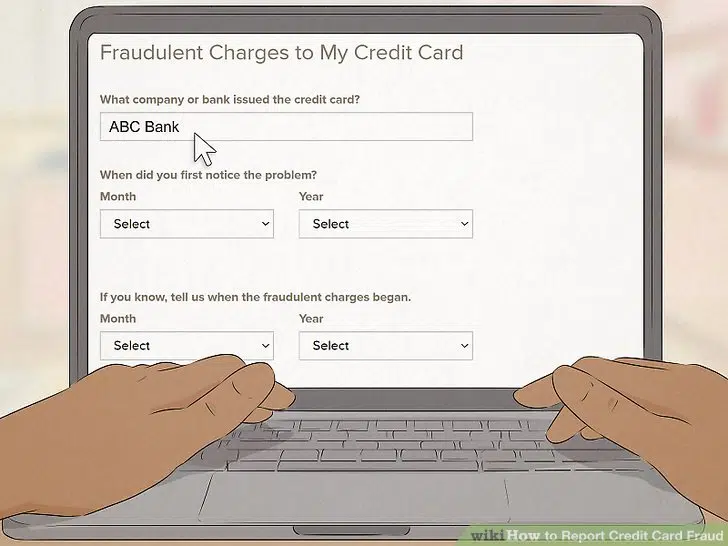 Fraudulent Charges to My Credit Card
What company or bank issued the credit card?
ABC Bank
When did you first notice the problem?
Month Year
Select Select
If you know, tell us when the fraudulent charges began.
Month Year
Select Select
wikiHow to Report Credit Card Fraud